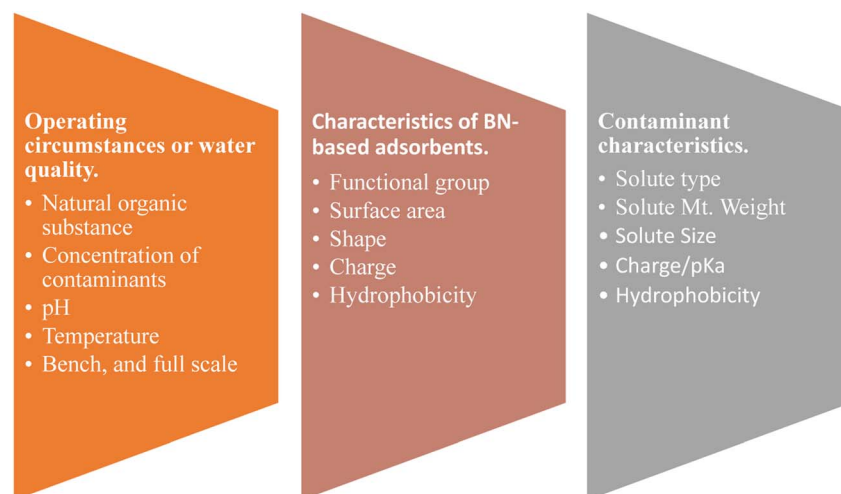 Operating
circumstances or water
quality.
• Natural organic
substance
• Concentration of
contaminants
• pH
• Temperature
• Bench, and full scale
Characteristics of BN-
based adsorbents.
• Functional group
• Surface area
• Shape
• Charge
• Hydrophobicity
Contaminant
characteristics.
• Solute type
• Solute Mt. Weight
• Solute Size
• Charge/pKa
• Hydrophobicity